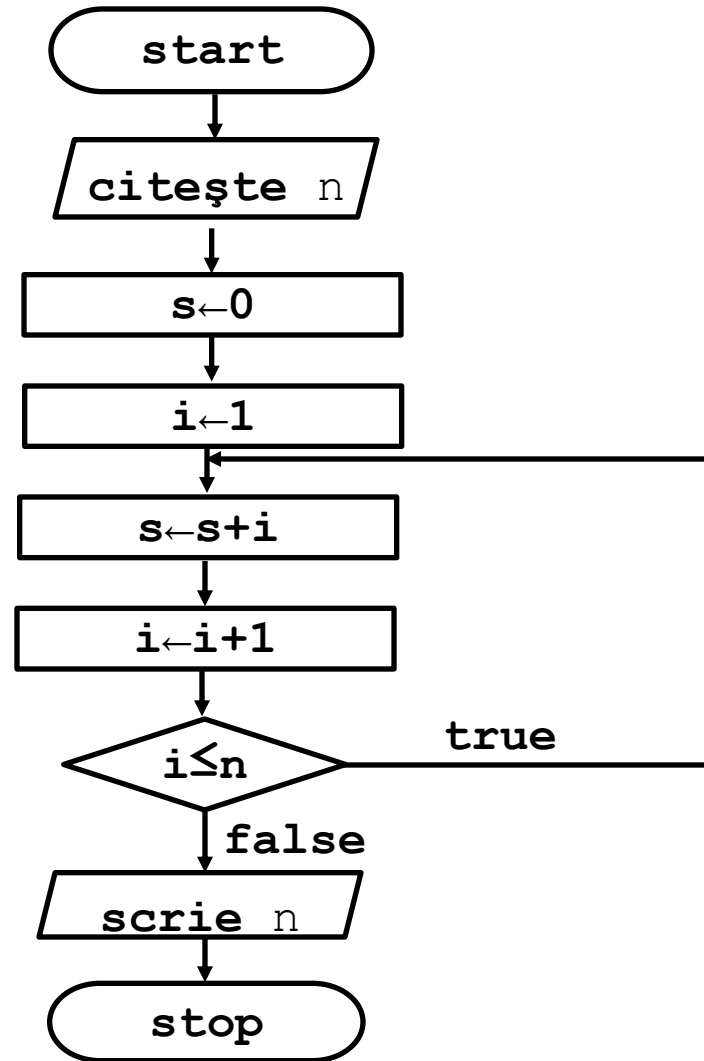 start
citeşte n
s←0
i←1
s←s+i
i←i+1
i≤n
true
false
scrie n
stop